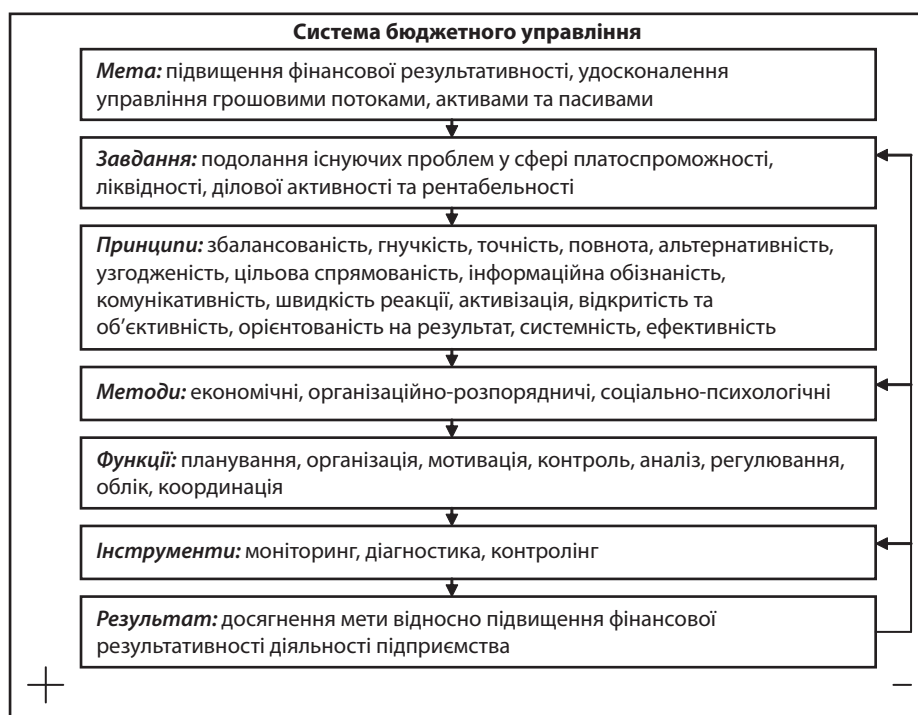 Система бюджетного управління
Мета: підвищення фінансової результативності, удосконалення
управління грошовими потоками, активами та пасивами
Завдання: подолання існуючих проблем у сфері платоспроможності,
ліквідності, ділової активності та рентабельності
Принципи: збалансованість, гнучкість, точність, повнота, альтернативність,
узгодженість, цільова спрямованість, інформаційна обізнаність,
комунікативність, швидкість реакції, активізація, відкритість та
об’єктивність, орієнтованість на результат, системність, ефективність
Методи: економічні, організаційно-розпорядничі, соціально-психологічні
Функції: планування, організація, мотивація, контроль, аналіз, регулювання,
облік, координація
Інструменти: моніторинг, діагностика, контролінг
Результат: досягнення мети відносно підвищення фінансової
результативності діяльності підприємства
+ –